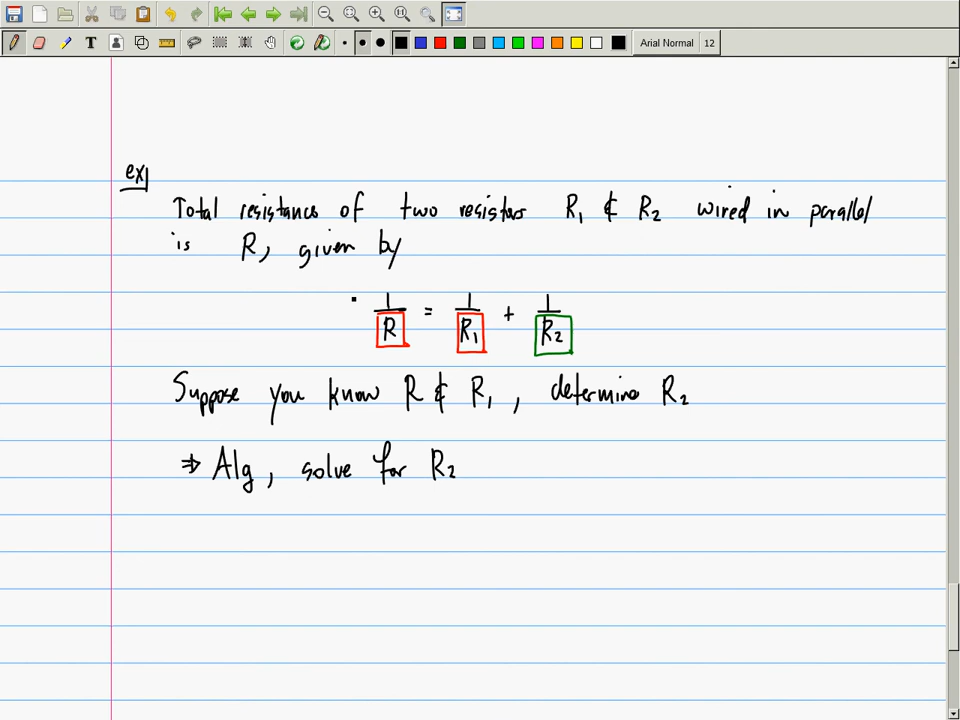 Arial Normal 12
ex
Total resistance of two resistors R₁ & R₂ wired in parallel
is R, given by
1/R = 1/R₁ + 1/R₂
Suppose you know R & R₁, determine R₂
⇒ Alg, solve for R₂